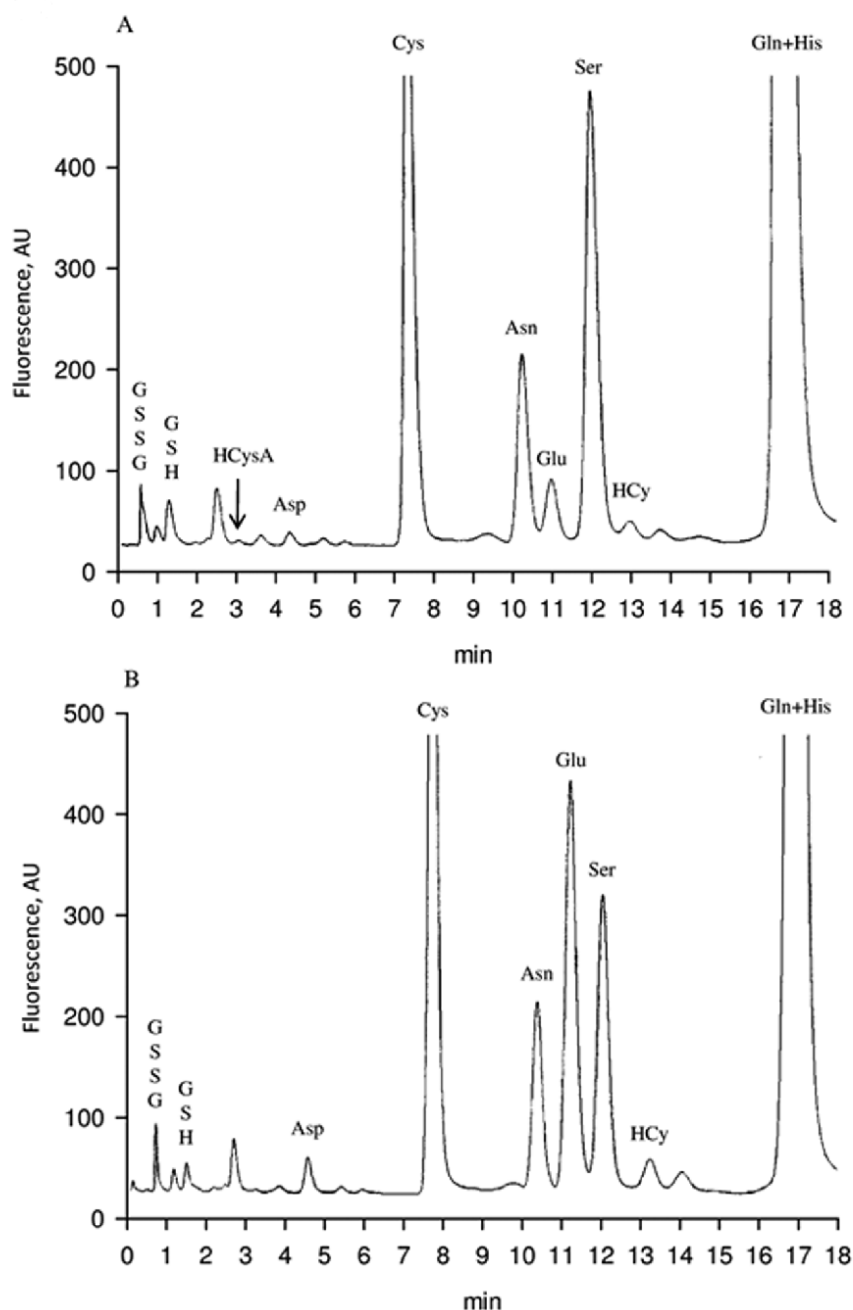 A
Cys
Gln+His
Ser
500
400
300
200
100
0
Fluorescence, AU
Asn
G
S
S
G
G
S
H
HCysA
Glu
HCy
Asp
0 1 2 3 4 5 6 7 8 9 10 11 12 13 14 15 16 17 18
min
B
Cys
Gln+His
Glu
500
400
300
200
100
0
Fluorescence, AU
Ser
Asn
G
S
S
G
G
S
H
Asp
HCy
0 1 2 3 4 5 6 7 8 9 10 11 12 13 14 15 16 17 18
min